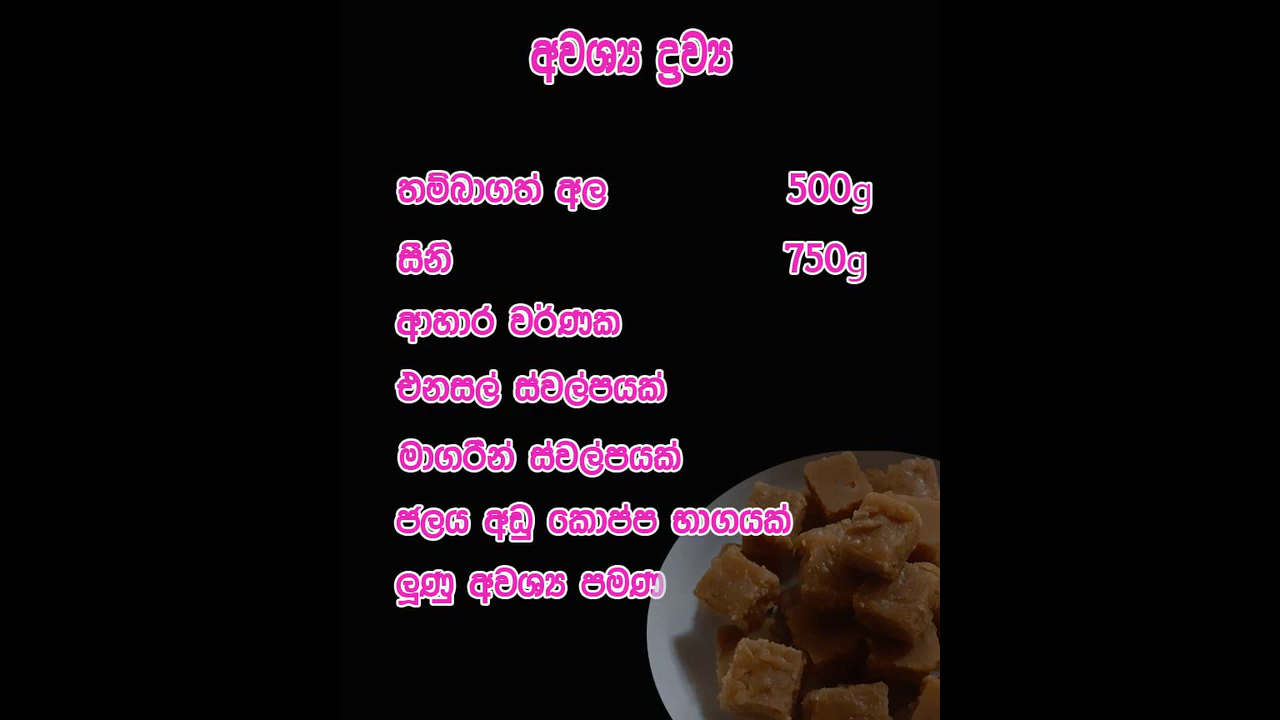 අවශ්‍ය ද්‍රව්‍ය
තම්බාගත් අල 500g
සීනි 750g
ආහාර වර්ණක
එනසල් ස්වල්පයක්
මාගරීන් ස්වල්පයක්
ජලය අඩු කොප්ප භාගයක්
ලූණු අවශ්‍ය පමණ